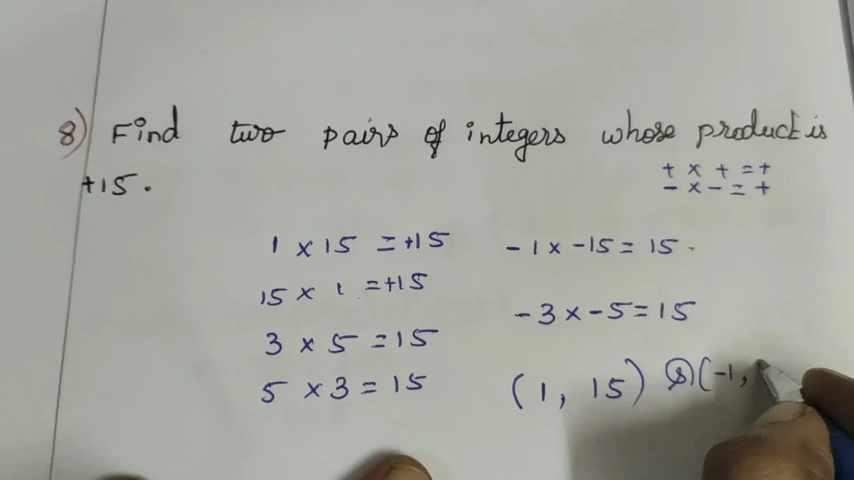 8) Find two pairs of integers whose product is
+15.
+ × + = +
- × - = +
1 × 15 = +15
15 × 1 = +15
3 × 5 = 15
5 × 3 = 15
-1 × -15 = 15.
-3 × -5 = 15
(1, 15) & (-1,